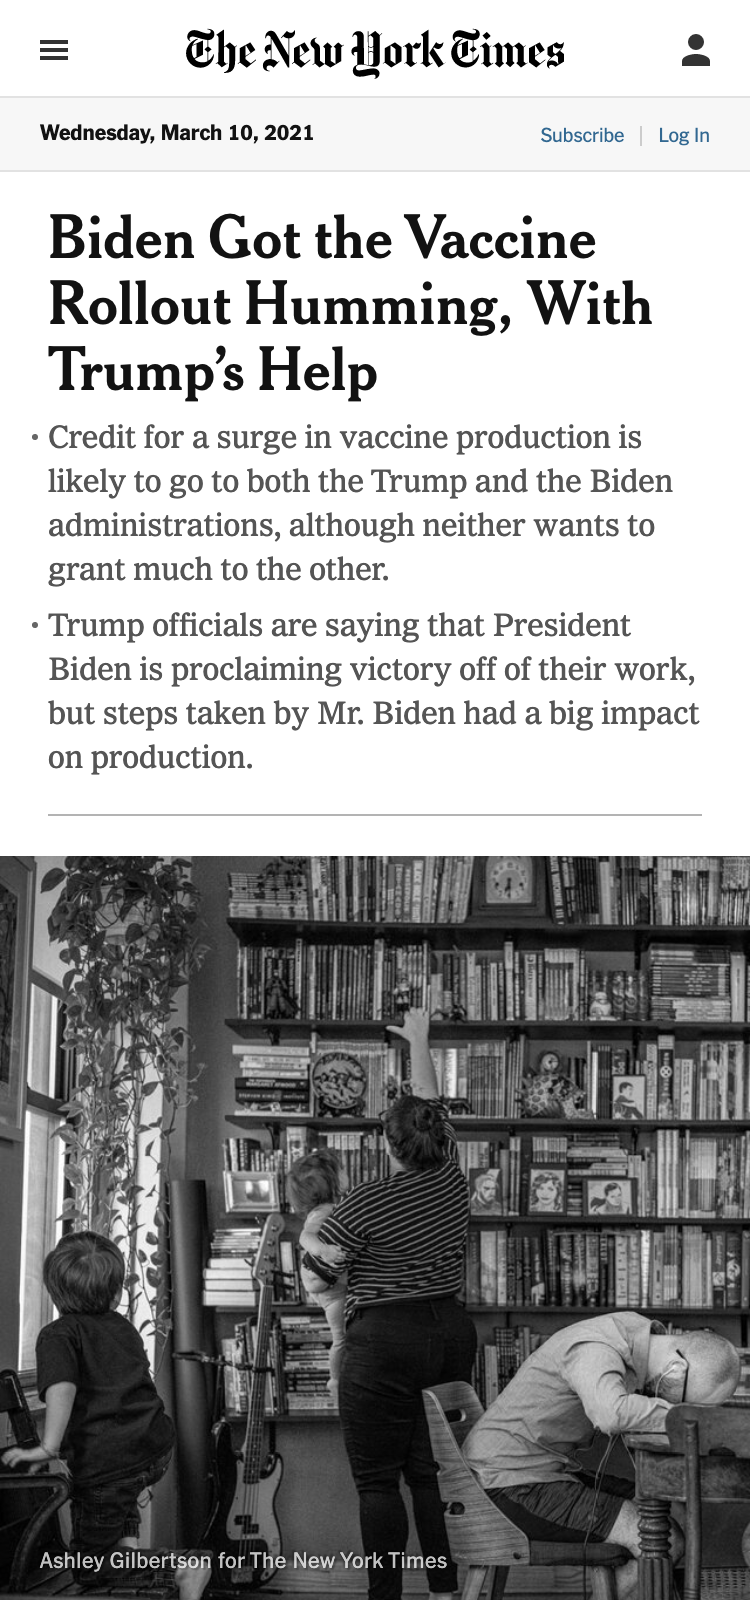 The New York Times
Wednesday, March 10, 2021
Subscribe | Log In
Biden Got the Vaccine
Rollout Humming, With
Trump’s Help
· Credit for a surge in vaccine production is
likely to go to both the Trump and the Biden
administrations, although neither wants to
grant much to the other.
· Trump officials are saying that President
Biden is proclaiming victory off of their work,
but steps taken by Mr. Biden had a big impact
on production.
Ashley Gilbertson for The New York Times